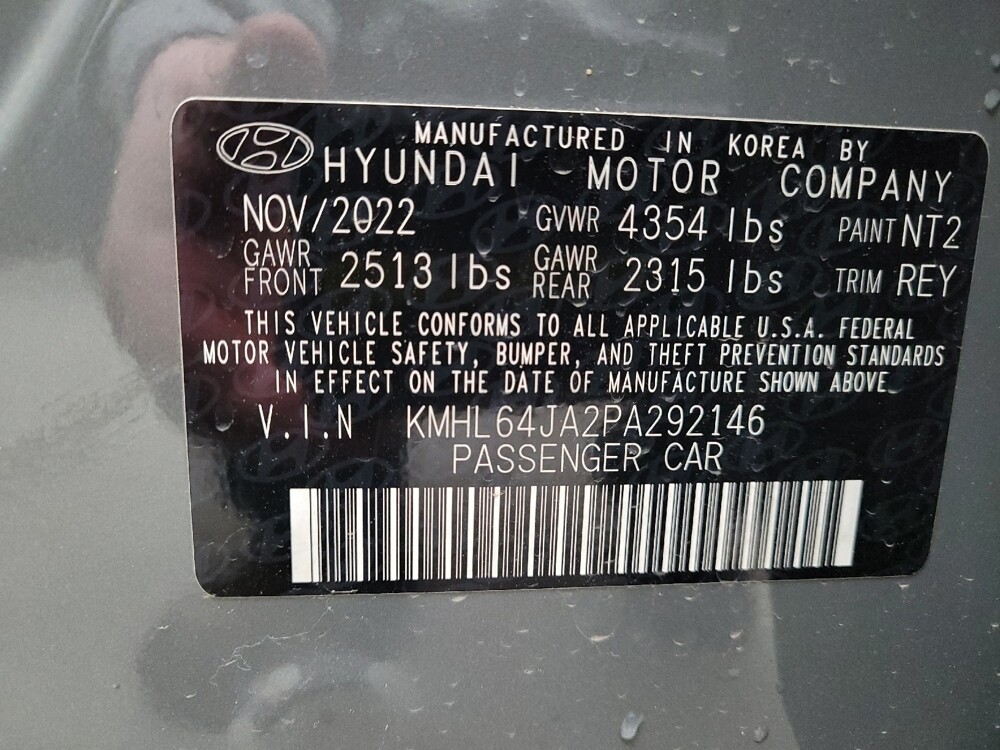 MANUFACTURED IN KOREA BY
HYUNDAI MOTOR COMPANY
NOV/2022 GVWR 4354 lbs PAINT NT2
GAWR FRONT 2513 lbs GAWR REAR 2315 lbs TRIM REY
THIS VEHICLE CONFORMS TO ALL APPLICABLE U.S.A. FEDERAL
MOTOR VEHICLE SAFETY, BUMPER, AND THEFT PREVENTION STANDARDS
IN EFFECT ON THE DATE OF MANUFACTURE SHOWN ABOVE
V.I.N KMHL64JA2PA292146
PASSENGER CAR